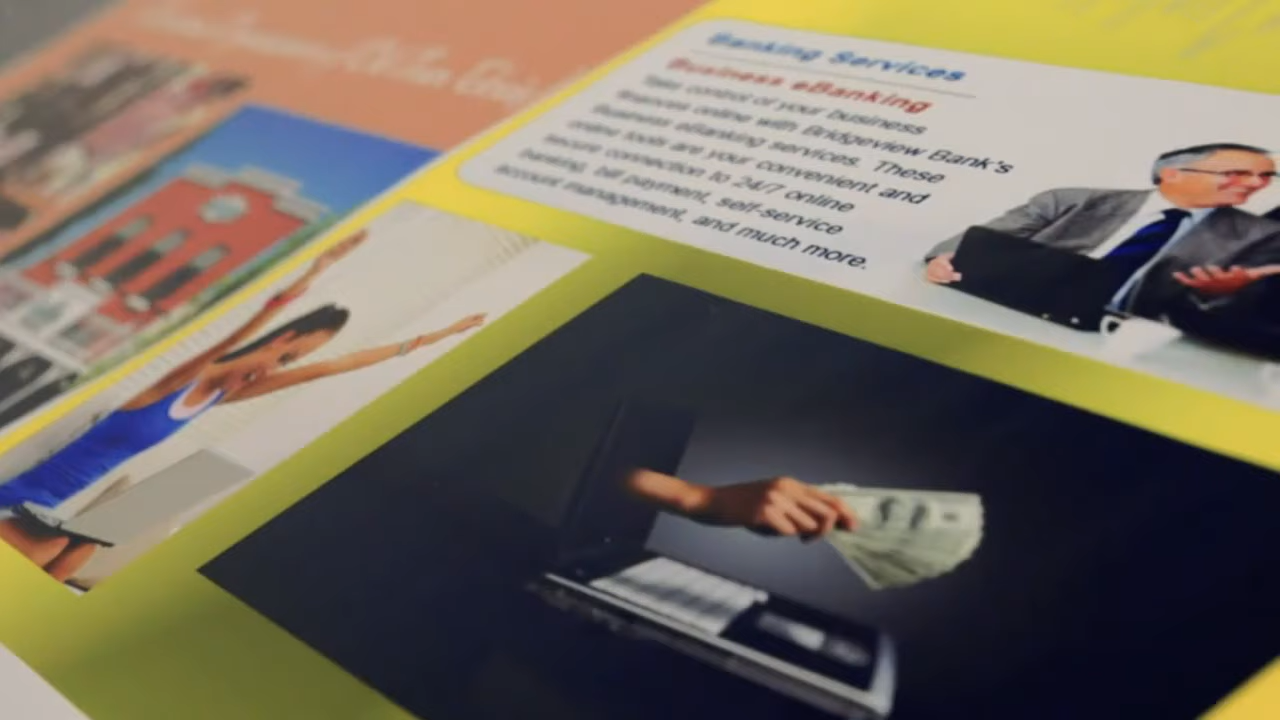 Banking Services
Business eBanking
Take control of your business
finances online with Bridgeview Bank's
Business eBanking services. These
online tools are your convenient and
secure connection to 24/7 online
banking, bill payment, self-service
account management, and much more.